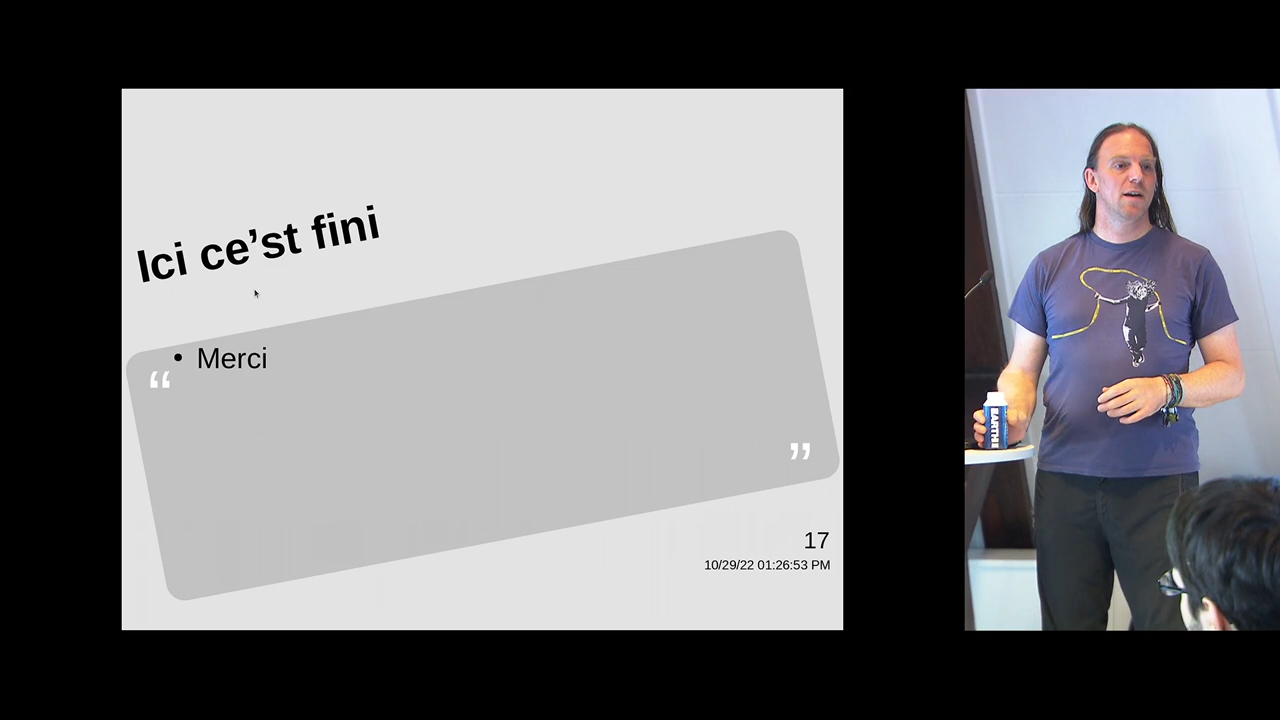 Ici ce’st fini
• Merci
“
”
17
10/29/22 01:26:53 PM